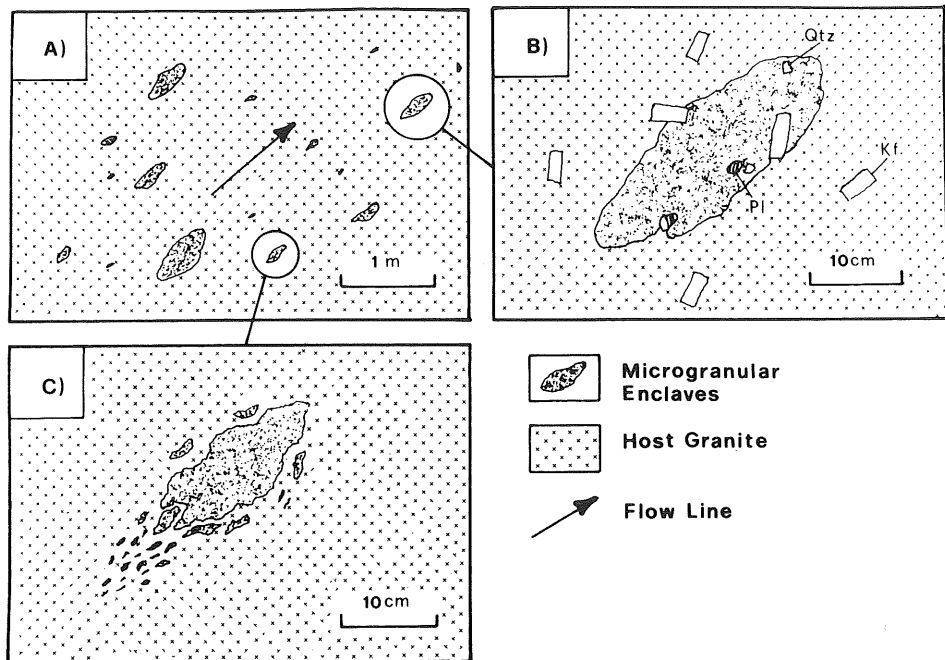 A)
1 m
B)
Qtz
Kf
Pl
10cm
C)
10cm
Microgranular
Enclaves
Host Granite
Flow Line